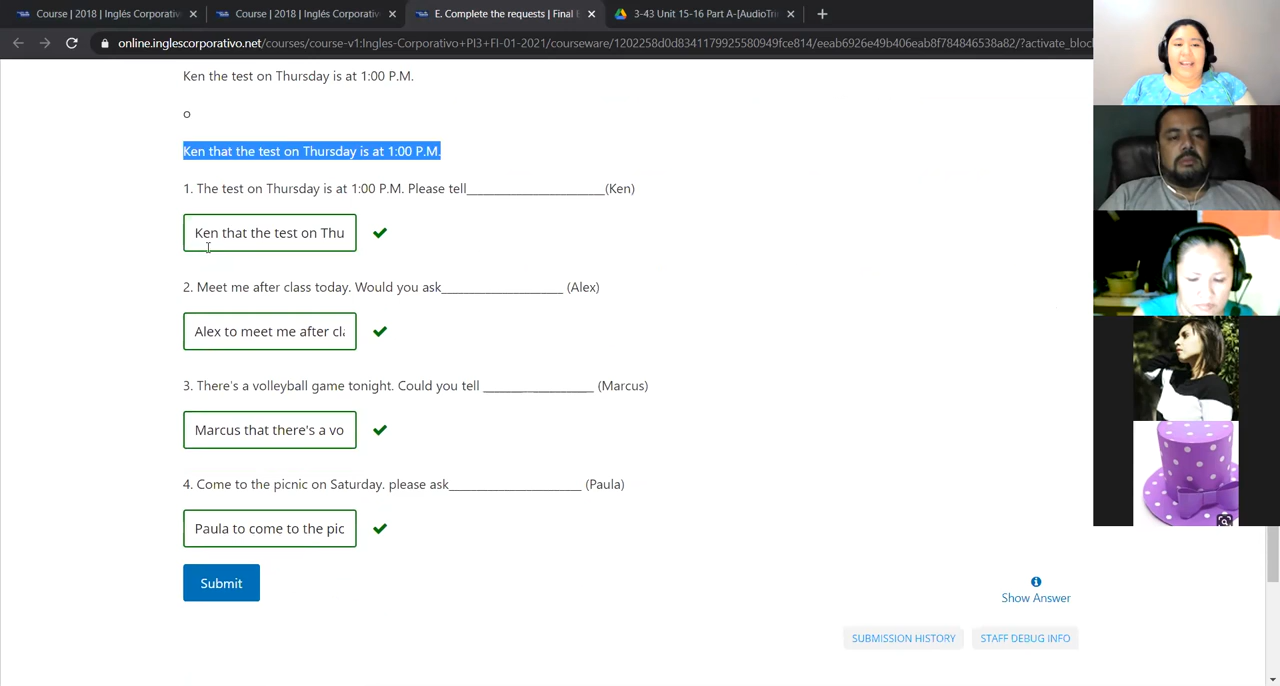 Course | 2018 | Inglés Corporativ
Course | 2018 | Inglés Corporativ
E. Complete the requests | Final
3-43 Unit 15-16 Part A-[AudioTri
online.inglescorporativo.net/courses/course-v1:Ingles-Corporativo+PI3+FI-01-2021/courseware/1202258d0d8341179925580949fce814/eeab6926e49b406eab8f784846538a82/?activate_bloc
Ken the test on Thursday is at 1:00 P.M.
o
Ken that the test on Thursday is at 1:00 P.M.
1. The test on Thursday is at 1:00 P.M. Please tell______________________(Ken)
Ken that the test on Thu
2. Meet me after class today. Would you ask____________________ (Alex)
Alex to meet me after cla
3. There's a volleyball game tonight. Could you tell __________________ (Marcus)
Marcus that there's a vo
4. Come to the picnic on Saturday. please ask_____________________ (Paula)
Paula to come to the pic
Submit
Show Answer
SUBMISSION HISTORY
STAFF DEBUG INFO